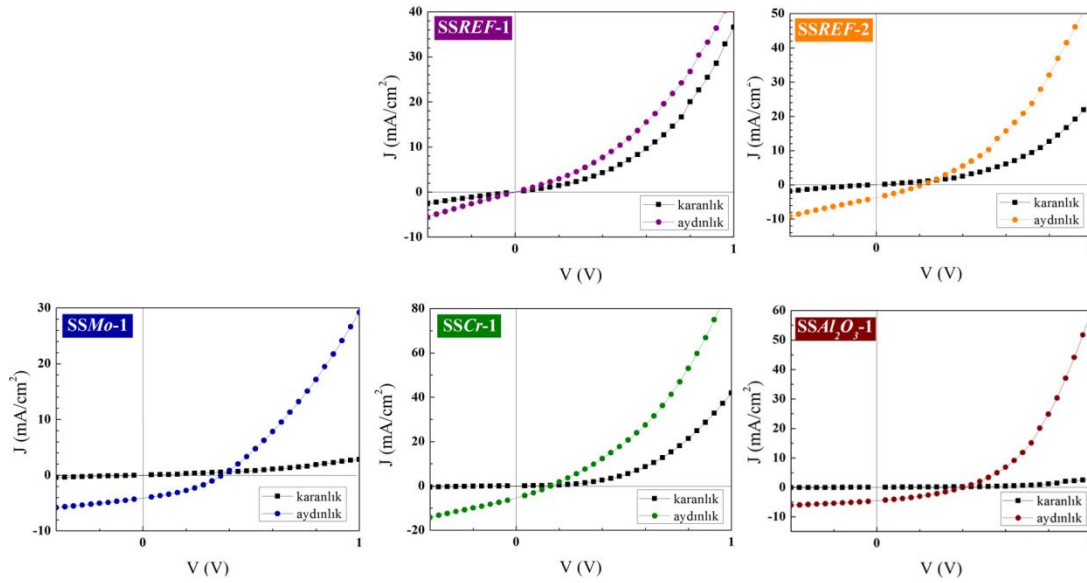 SSREF-1
40
30
20
10
0
-10
J (mA/cm²)
0
1
V (V)
karanlık
aydınlık
SSREF-2
50
40
30
20
10
0
-10
J (mA/cm²)
0
1
V (V)
karanlık
aydınlık
SSMo-1
30
20
10
0
-10
J (mA/cm²)
0
1
V (V)
karanlık
aydınlık
SSCr-1
80
60
40
20
0
-20
J (mA/cm²)
0
1
V (V)
karanlık
aydınlık
SSAl₂O₃-1
60
50
40
30
20
10
0
-10
J (mA/cm²)
0
1
V (V)
karanlık
aydınlık